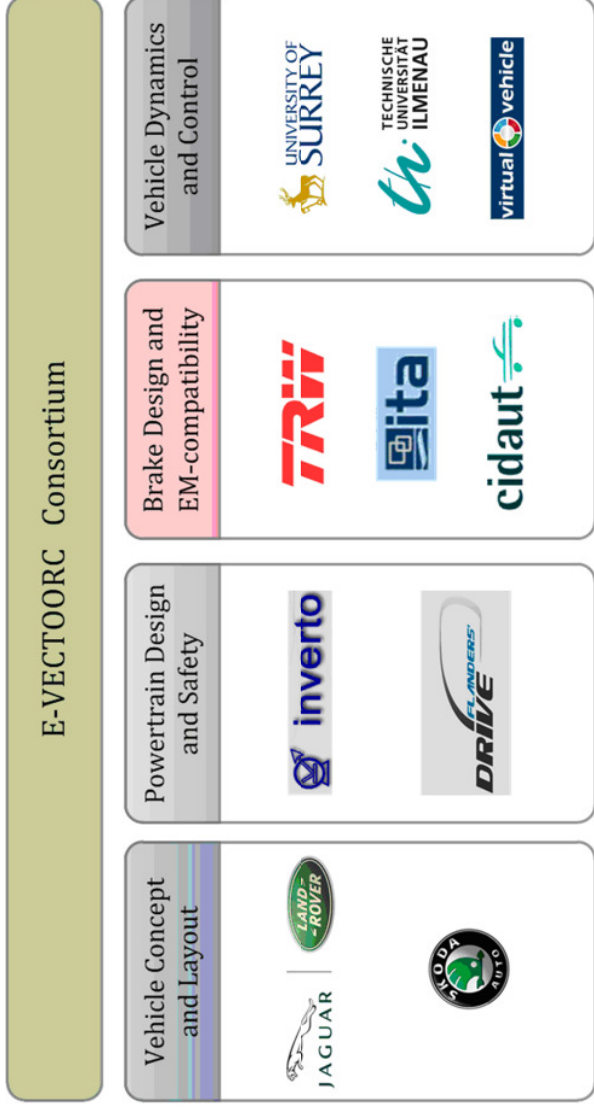 E-VECTOORC Consortium
Vehicle Concept
and Layout
JAGUAR
LAND-
ROVER
SKODA
AUTO
Powertrain Design
and Safety
inverto
FLANDERS'
DRIVE
Brake Design and
EM-compatibility
TRW
ita
cidaut
Vehicle Dynamics
and Control
UNIVERSITY OF
SURREY
th
TECHNISCHE
UNIVERSITÄT
ILMENAU
virtual vehicle